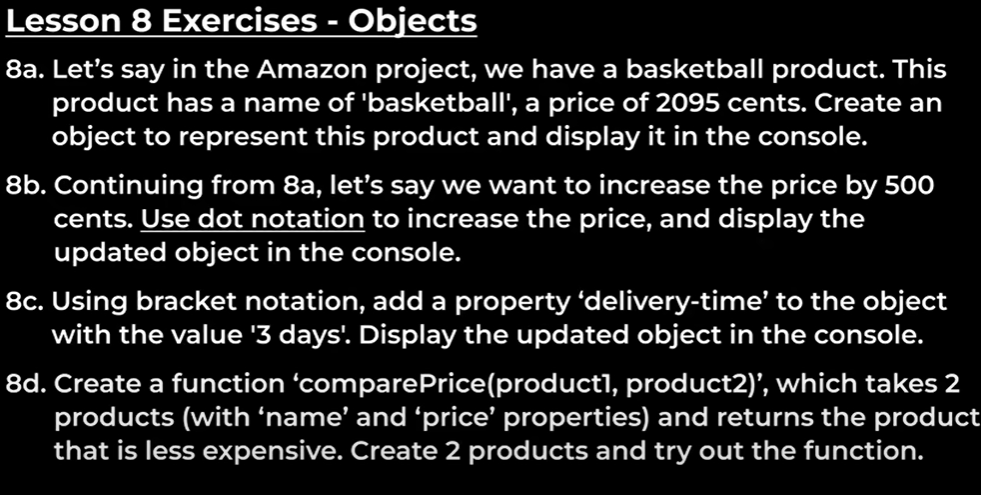 Lesson 8 Exercises - Objects
8a. Let’s say in the Amazon project, we have a basketball product. This
product has a name of 'basketball', a price of 2095 cents. Create an
object to represent this product and display it in the console.
8b. Continuing from 8a, let’s say we want to increase the price by 500
cents. Use dot notation to increase the price, and display the
updated object in the console.
8c. Using bracket notation, add a property ‘delivery-time’ to the object
with the value '3 days'. Display the updated object in the console.
8d. Create a function ‘comparePrice(product1, product2)’, which takes 2
products (with ‘name’ and ‘price’ properties) and returns the product
that is less expensive. Create 2 products and try out the function.